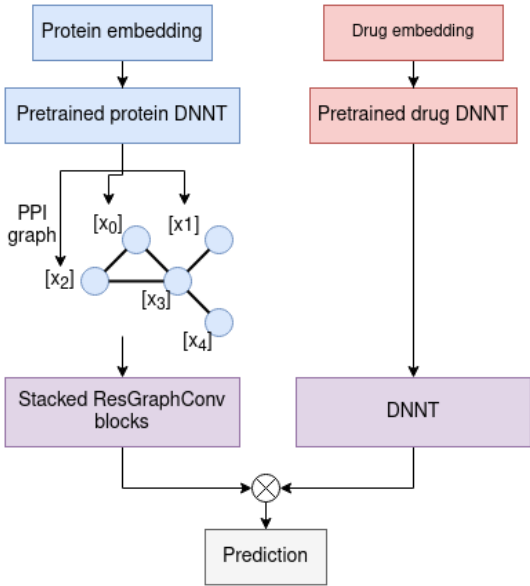 Protein embedding
Drug embedding
Pretrained protein DNNT
Pretrained drug DNNT
PPI
graph
[x0]
[x1]
[x2]
[x3]
[x4]
Stacked ResGraphConv
blocks
DNNT
Prediction